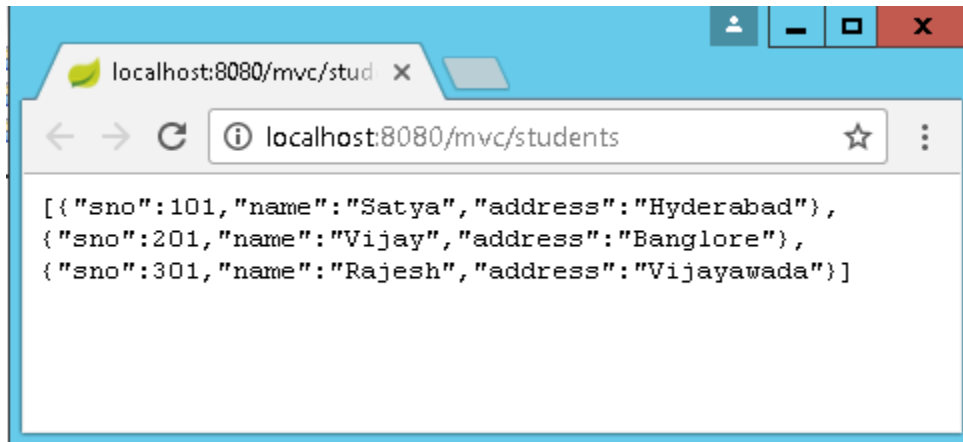 localhost:8080/mvc/stud
localhost:8080/mvc/students
[{"sno":101,"name":"Satya","address":"Hyderabad"},
{"sno":201,"name":"Vijay","address":"Banglore"},
{"sno":301,"name":"Rajesh","address":"Vijayawada"}]